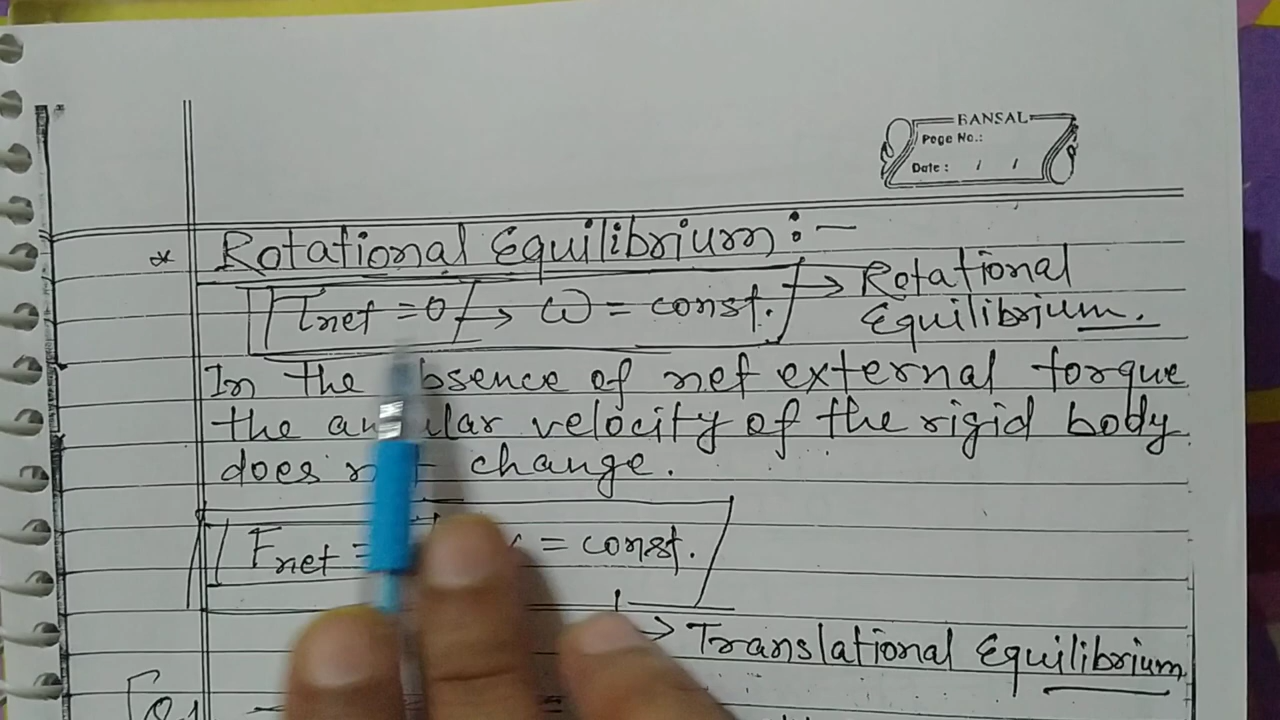 BANSAL
Page No.:
Date : / /
* Rotational Equilibrium :-
τnet = 0 → ω = const. → Rotational
Equilibrium.
In the absence of net external torque
the angular velocity of the rigid body
does not change.
Fnet = = const.
→ Translational Equilibrium